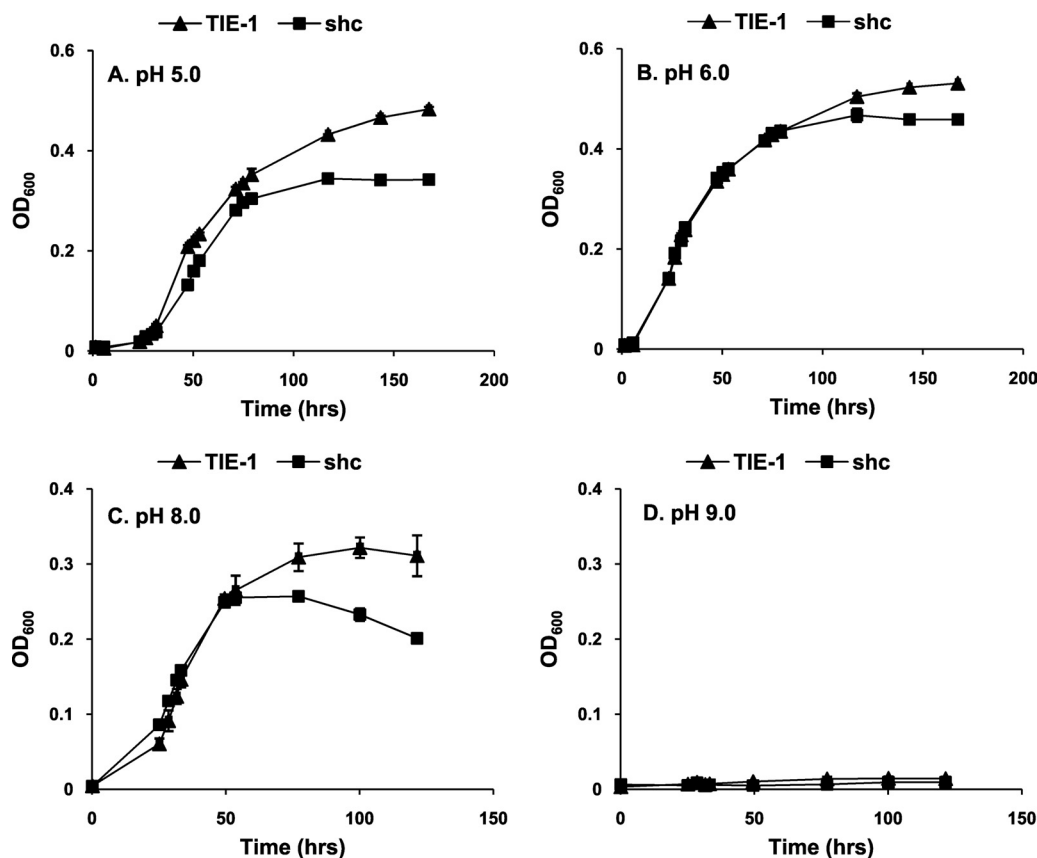 TIE-1 shc
A. pH 5.0
0.6
0.4
0.2
0
OD600
0 50 100 150 200
Time (hrs)
TIE-1 shc
B. pH 6.0
0.6
0.4
0.2
0
OD600
0 50 100 150 200
Time (hrs)
TIE-1 shc
C. pH 8.0
0.4
0.3
0.2
0.1
0
OD600
0 50 100 150
Time (hrs)
TIE-1 shc
D. pH 9.0
0.4
0.3
0.2
0.1
0
OD600
0 50 100 150
Time (hrs)